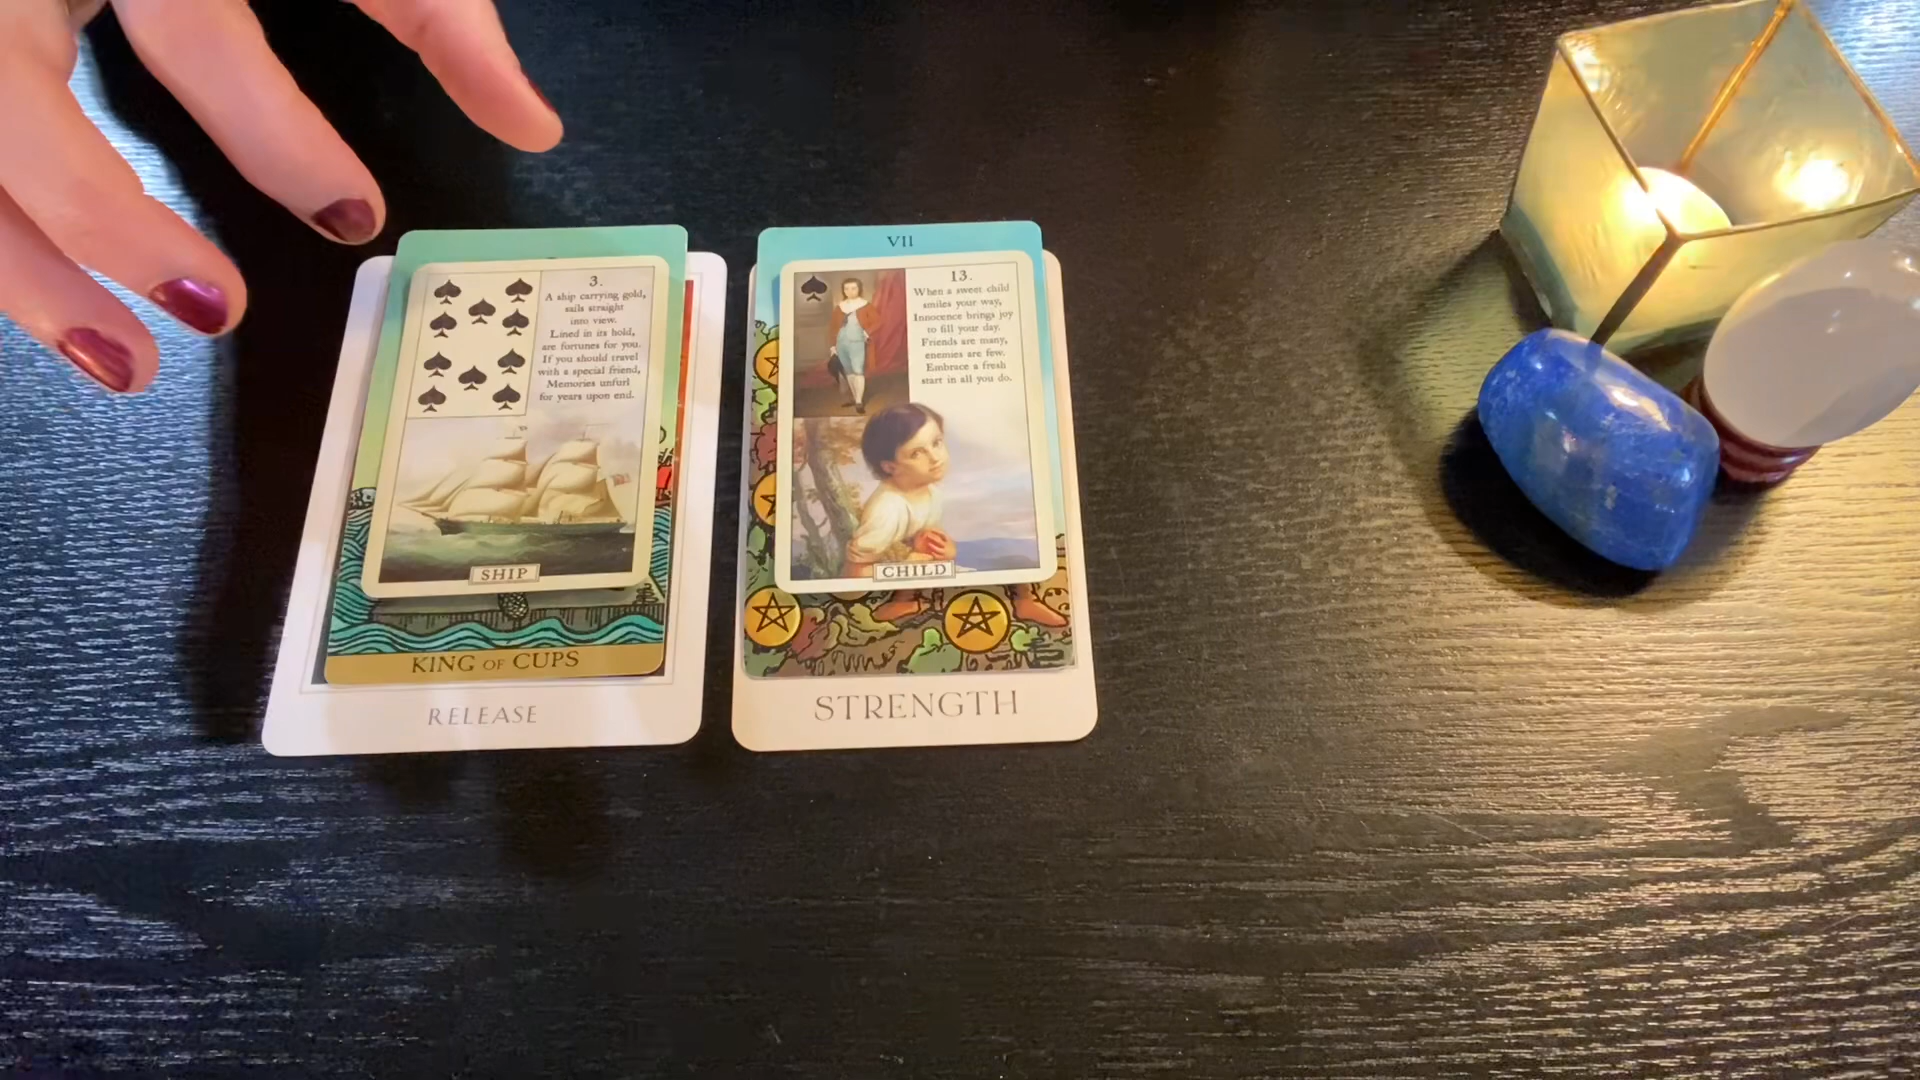 3.
A ship carrying gold,
sails straight
into view.
Lined in its hold,
are fortunes for you.
If you should travel
with a special friend,
Memories unfurl
for years upon end.
SHIP
KING OF CUPS
RELEASE
VII
13.
When a sweet child
smiles your way,
Innocence brings joy
to fill your day.
Friends are many,
enemies are few.
Embrace a fresh
start in all you do.
CHILD
STRENGTH